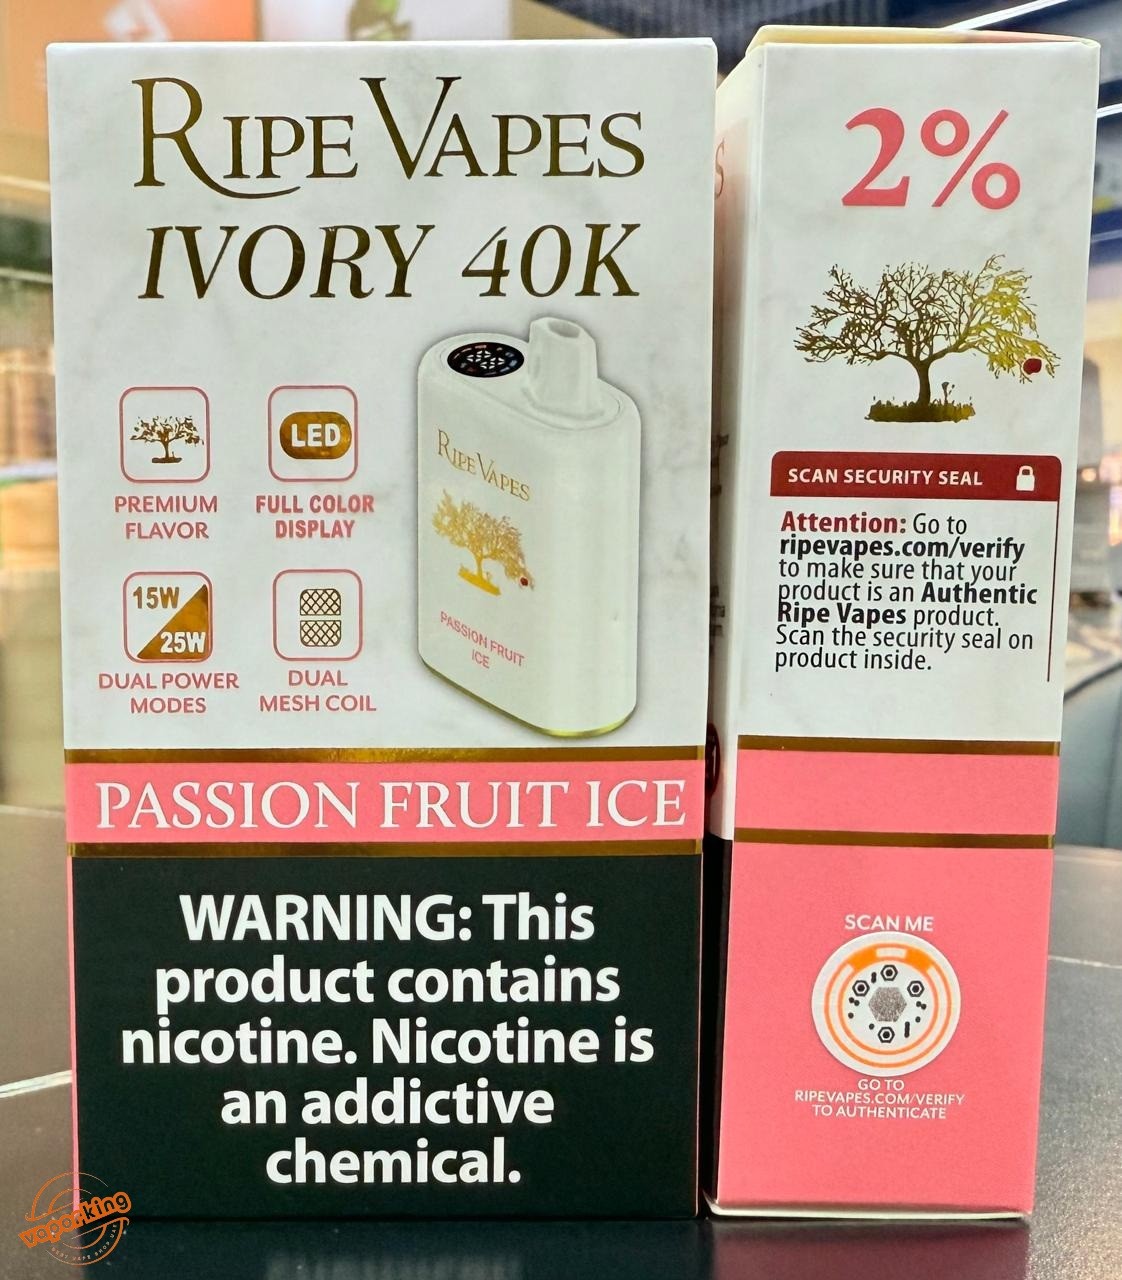 RIPE VAPES
IVORY 40K
PREMIUM
FLAVOR
LED
FULL COLOR
DISPLAY
15W
25W
DUAL POWER
MODES
DUAL
MESH COIL
RIPE VAPES
PASSION FRUIT
ICE
PASSION FRUIT ICE
WARNING: This
product contains
nicotine. Nicotine is
an addictive
chemical.
2%
SCAN SECURITY SEAL
Attention: Go to
ripevapes.com/verify
to make sure that your
product is an Authentic
Ripe Vapes product.
Scan the security seal on
product inside.
SCAN ME
GO TO
RIPEVAPES.COM/VERIFY
TO AUTHENTICATE